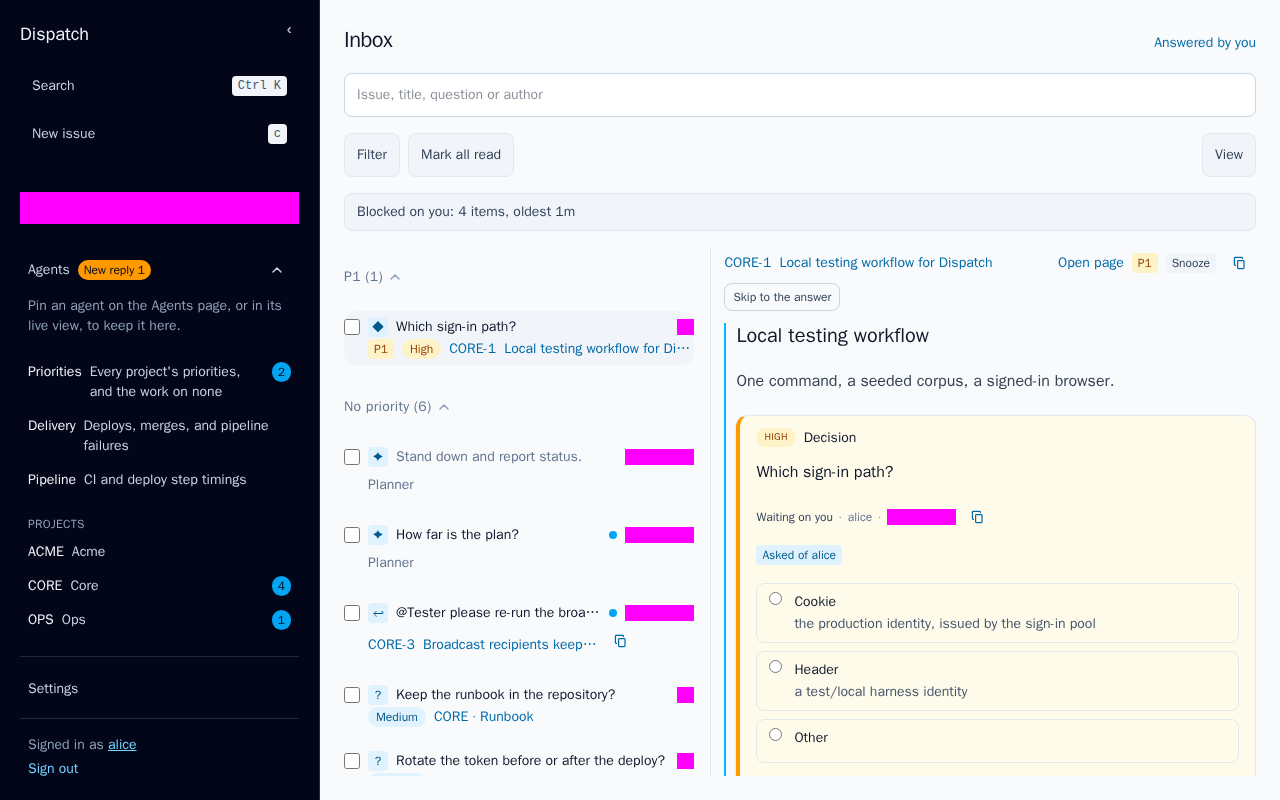 Dispatch
Search
Ctrl K
New issue
C
Agents
New reply 1
Pin an agent on the Agents page, or in its
live view, to keep it here.
Priorities
Every project's priorities,
and the work on none
2
Delivery
Deploys, merges, and pipeline
failures
Pipeline
CI and deploy step timings
PROJECTS
ACME Acme
CORE Core
4
OPS Ops
1
Settings
Signed in as alice
Sign out
Inbox
Answered by you
Issue, title, question or author
Filter
Mark all read
View
Blocked on you: 4 items, oldest 1m
P1 (1)
Which sign-in path?
P1
High
CORE-1 Local testing workflow for Di…
No priority (6)
Stand down and report status.
Planner
How far is the plan?
Planner
@Tester please re-run the broa…
CORE-3 Broadcast recipients keep…
?
Keep the runbook in the repository?
Medium
CORE · Runbook
?
Rotate the token before or after the deploy?
CORE-1 Local testing workflow for Dispatch
Open page
P1
Snooze
Skip to the answer
Local testing workflow
One command, a seeded corpus, a signed-in browser.
HIGH
Decision
Which sign-in path?
Waiting on you · alice ·
Asked of alice
Cookie
the production identity, issued by the sign-in pool
Header
a test/local harness identity
Other